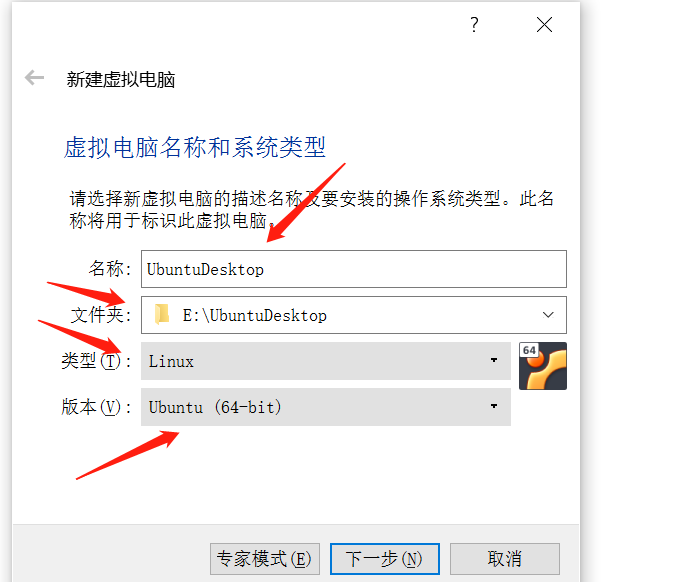 ?
新建虚拟电脑
虚拟电脑名称和系统类型
请选择新虚拟电脑的描述名称及要安装的操作系统类型。此名
称将用于标识此虚拟电脑。
名称: UbuntuDesktop
文件夹: E:\UbuntuDesktop
类型(T): Linux
64
版本(V): Ubuntu (64-bit)
专家模式(E) 下一步(N) 取消